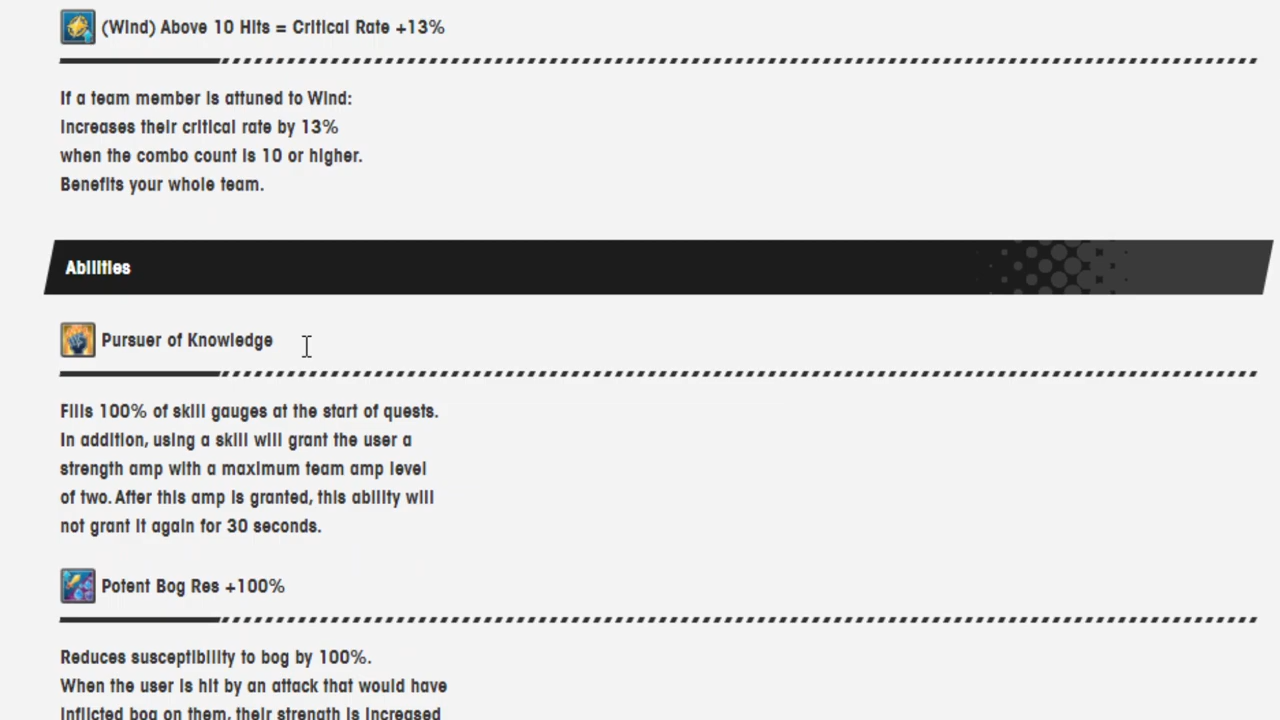 (Wind) Above 10 Hits = Critical Rate +13%
If a team member is attuned to Wind:
Increases their critical rate by 13%
when the combo count is 10 or higher.
Benefits your whole team.
Abilities
Pursuer of Knowledge
Fills 100% of skill gauges at the start of quests.
In addition, using a skill will grant the user a
strength amp with a maximum team amp level
of two. After this amp is granted, this ability will
not grant it again for 30 seconds.
Potent Bog Res +100%
Reduces susceptibility to bog by 100%.
When the user is hit by an attack that would have
inflicted bog on them, their strength is increased